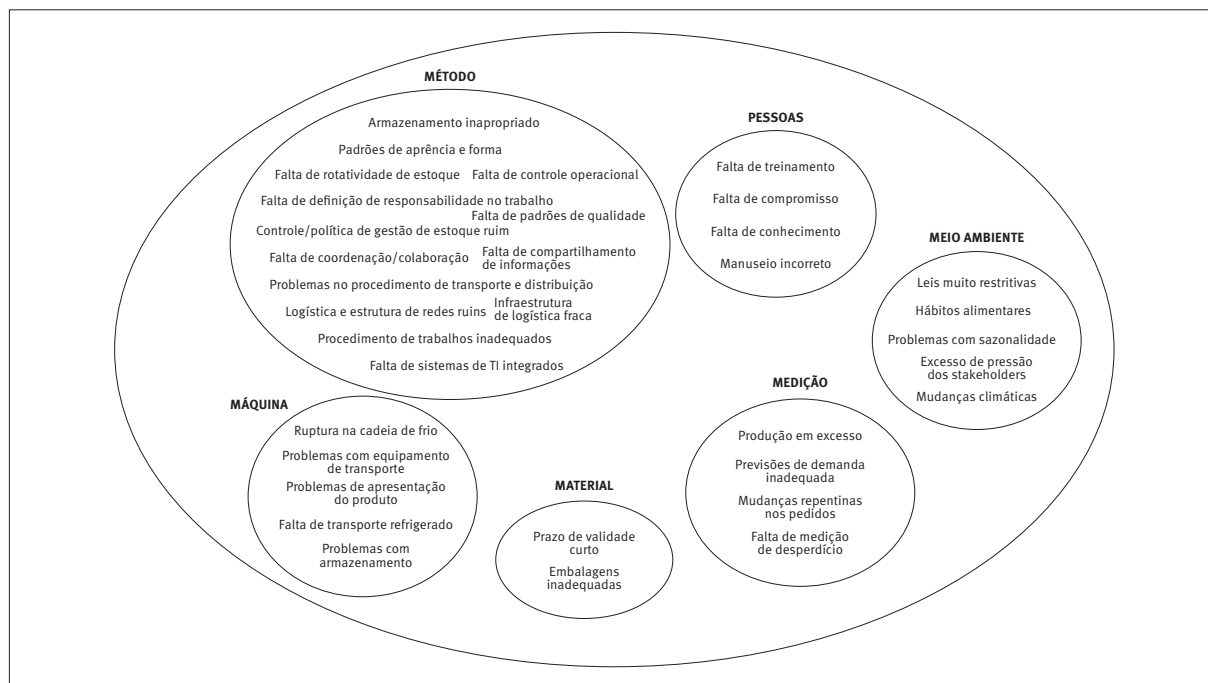 MÉTODO
Armazenamento inapropriado
Padrões de aprência e forma
Falta de rotatividade de estoque
Falta de controle operacional
Falta de definição de responsabilidade no trabalho
Falta de padrões de qualidade
Controle/política de gestão de estoque ruim
Falta de coordenação/colaboração
Falta de compartilhamento
de informações
Problemas no procedimento de transporte e distribuição
Logística e estrutura de redes ruins
Infraestrutura
de logística fraca
Procedimento de trabalhos inadequados
Falta de sistemas de TI integrados
PESSOAS
Falta de treinamento
Falta de compromisso
Falta de conhecimento
Manuseio incorreto
MEIO AMBIENTE
Leis muito restritivas
Hábitos alimentares
Problemas com sazonalidade
Excesso de pressão
dos stakeholders
Mudanças climáticas
MÁQUINA
Ruptura na cadeia de frio
Problemas com equipamento
de transporte
Problemas de apresentação
do produto
Falta de transporte refrigerado
Problemas com
armazenamento
MATERIAL
Prazo de validade
curto
Embalagens
inadequadas
MEDIÇÃO
Produção em excesso
Previsões de demanda
inadequada
Mudanças repentinas
nos pedidos
Falta de medição
de desperdício